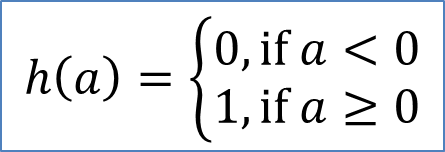 h(a) = {0, if a < 0
1, if a ≥ 0